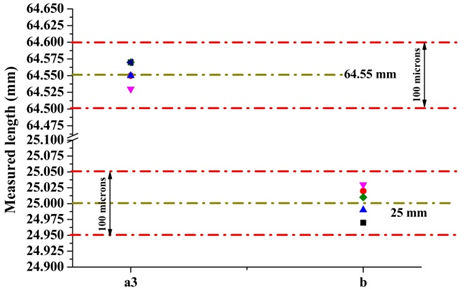 Measured length (mm)
64.650
64.625
64.600
64.575
64.550
64.525
64.500
64.475
25.100
25.075
25.050
25.025
25.000
24.975
24.950
24.925
24.900
64.55 mm
100 microns
100 microns
25 mm
a3
b